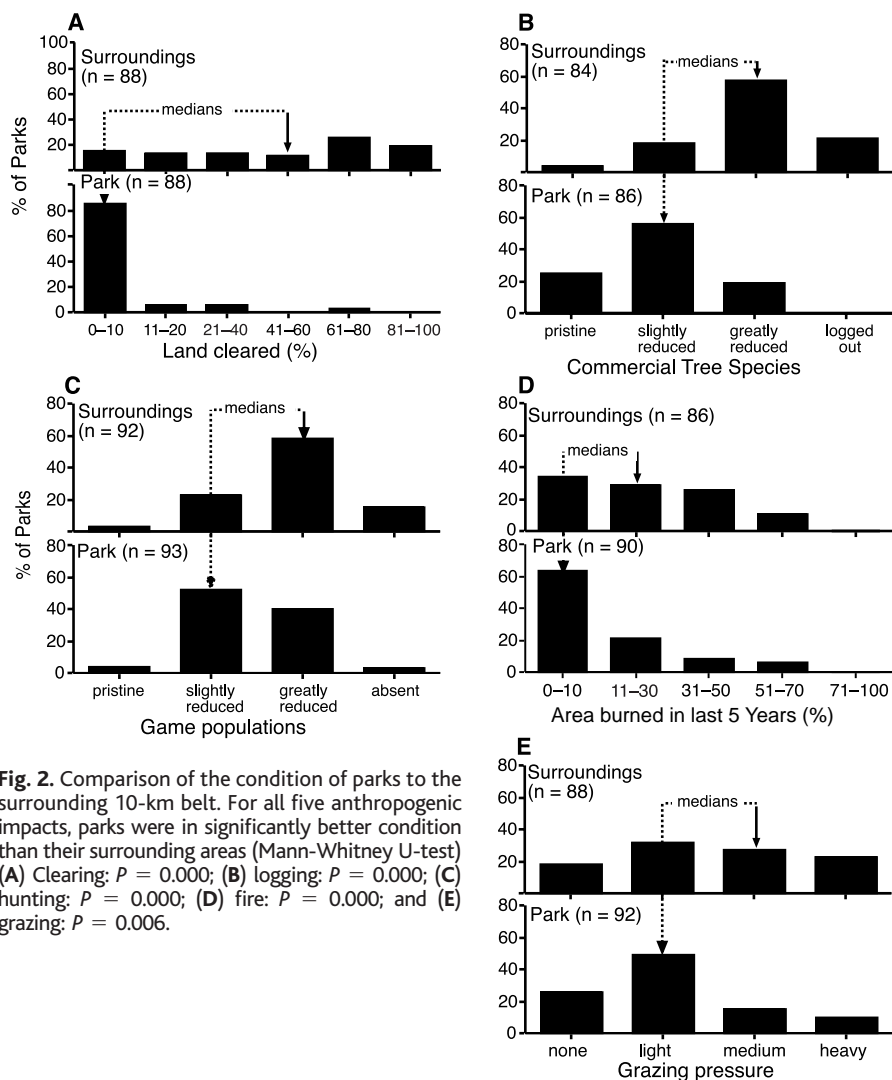 A
100
80
60
40
20
Surroundings
(n = 88)
medians
% of Parks
Park (n = 88)
80
60
40
20
0
0–10 11–20 21–40 41–60 61–80 81–100
Land cleared (%)
B
80
60
40
20
Surroundings
(n = 84)
medians
80
60
40
20
0
Park (n = 86)
pristine slightly reduced greatly reduced logged out
Commercial Tree Species
C
80
60
40
20
Surroundings
(n = 92)
medians
% of Parks
80
60
40
20
0
Park (n = 93)
pristine slightly reduced greatly reduced absent
Game populations
D
80
60
40
20
0
Surroundings (n = 86)
medians
80
60
40
20
0
Park (n = 90)
0–10 11–30 31–50 51–70 71–100
Area burned in last 5 Years (%)
Fig. 2. Comparison of the condition of parks to the
surrounding 10-km belt. For all five anthropogenic
impacts, parks were in significantly better condition
than their surrounding areas (Mann-Whitney U-test)
(A) Clearing: P = 0.000; (B) logging: P = 0.000; (C)
hunting: P = 0.000; (D) fire: P = 0.000; and (E)
grazing: P = 0.006.
E
80
60
40
20
Surroundings
(n = 88)
medians
80
60
40
20
0
Park (n = 92)
none light medium heavy
Grazing pressure